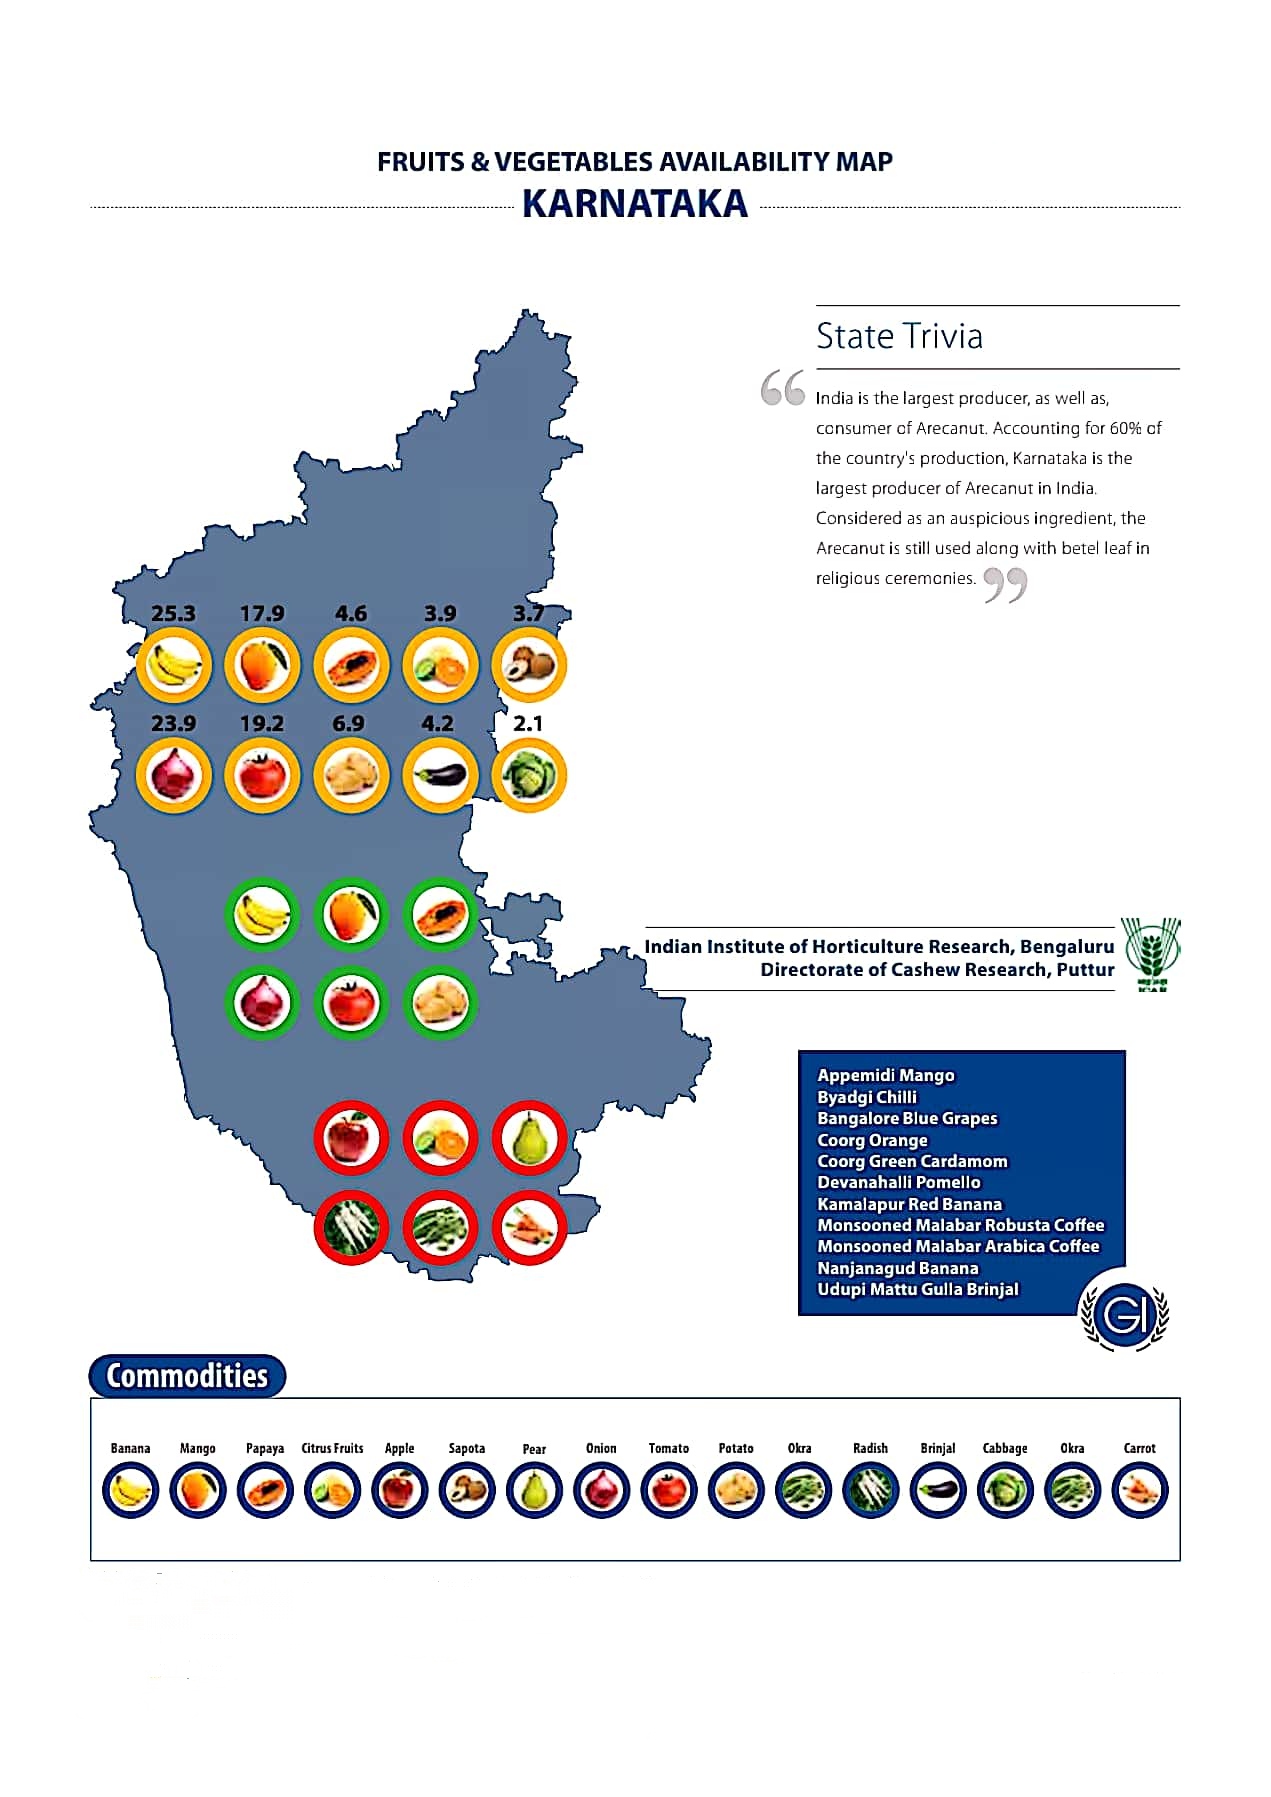 FRUITS & VEGETABLES AVAILABILITY MAP
KARNATAKA
State Trivia
India is the largest producer, as well as,
consumer of Arecanut. Accounting for 60% of
the country's production, Karnataka is the
largest producer of Arecanut in India.
Considered as an auspicious ingredient, the
Arecanut is still used along with betel leaf in
religious ceremonies.
25.3 17.9 4.6 3.9 3.7
23.9 19.2 6.9 4.2 2.1
Indian Institute of Horticulture Research, Bengaluru
Directorate of Cashew Research, Puttur
Appemidi Mango
Byadgi Chilli
Bangalore Blue Grapes
Coorg Orange
Coorg Green Cardamom
Devanahalli Pomello
Kamalapur Red Banana
Monsooned Malabar Robusta Coffee
Monsooned Malabar Arabica Coffee
Nanjanagud Banana
Udupi Mattu Gulla Brinjal
GI
Commodities
Banana Mango Papaya Citrus Fruits Apple Sapota Pear Onion Tomato Potato Okra Radish Brinjal Cabbage Okra Carrot